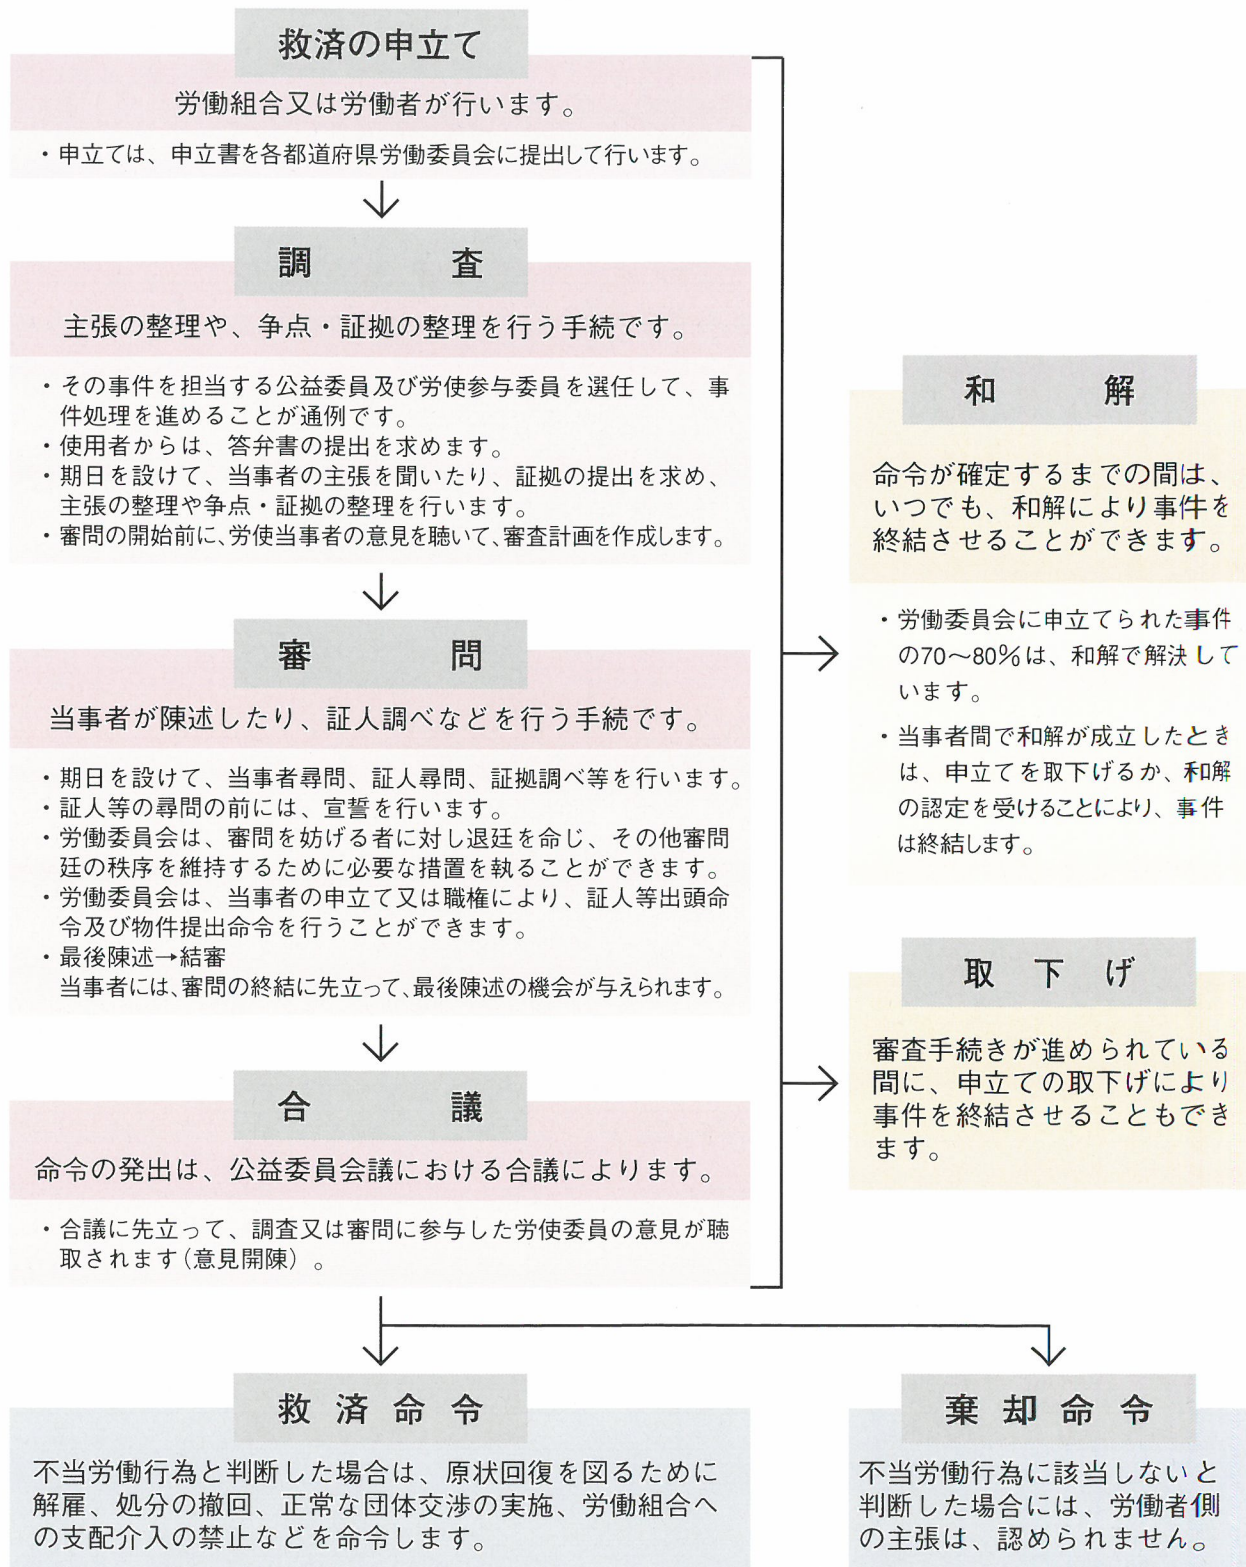 救済の申立て
労働組合又は労働者が行います。
・申立ては、申立書を各都道府県労働委員会に提出して行います。
調査
主張の整理や、争点・証拠の整理を行う手続です。
・その事件を担当する公益委員及び労使参与委員を選任して、事
件処理を進めることが通例です。
・使用者からは、答弁書の提出を求めます。
・期日を設けて、当事者の主張を聞いたり、証拠の提出を求め、
主張の整理や争点・証拠の整理を行います。
・審問の開始前に、労使当事者の意見を聴いて、審査計画を作成します。
審問
当事者が陳述したり、証人調べなどを行う手続です。
・期日を設けて、当事者尋問、証人尋問、証拠調べ等を行います。
・証人等の尋問の前には、宣誓を行います。
・労働委員会は、審問を妨げる者に対し退廷を命じ、その他審問
廷の秩序を維持するために必要な措置を執ることができます。
・労働委員会は、当事者の申立て又は職権により、証人等出頭命
令及び物件提出命令を行うことができます。
・最後陳述→結審
当事者には、審問の終結に先立って、最後陳述の機会が与えられます。
合議
命令の発出は、公益委員会議における合議によります。
・合議に先立って、調査又は審問に参与した労使委員の意見が聴
取されます(意見開陳)。
和解
命令が確定するまでの間は、
いつでも、和解により事件を
終結させることができます。
・労働委員会に申立てられた事件
の70～80%は、和解で解決して
います。
・当事者間で和解が成立したとき
は、申立てを取下げるか、和解
の認定を受けることにより、事件
は終結します。
取下げ
審査手続きが進められている
間に、申立ての取下げにより
事件を終結させることもでき
ます。
救済命令
不当労働行為と判断した場合は、原状回復を図るために
解雇、処分の撤回、正常な団体交渉の実施、労働組合へ
の支配介入の禁止などを命令します。
棄却命令
不当労働行為に該当しないと
判断した場合には、労働者側
の主張は、認められません。